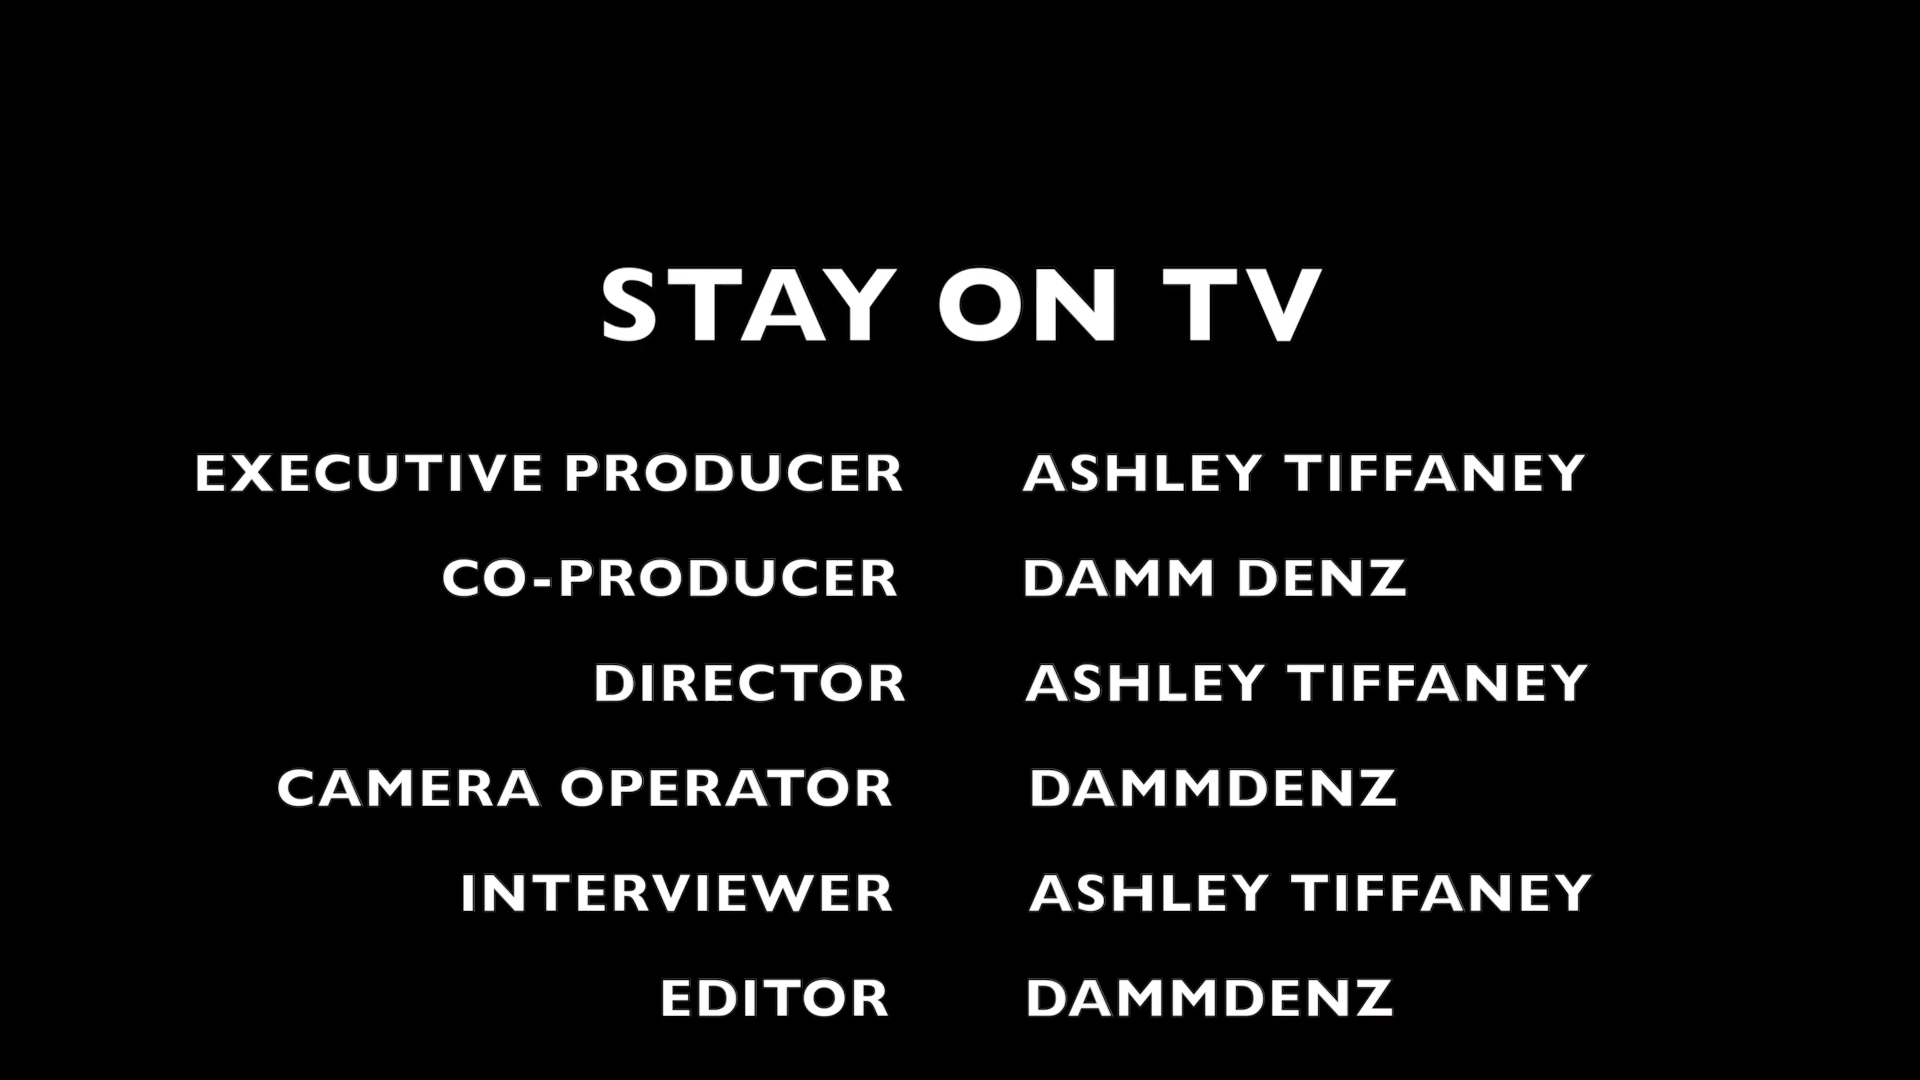 STAY ON TV
EXECUTIVE PRODUCER ASHLEY TIFFANEY
CO-PRODUCER DAMM DENZ
DIRECTOR ASHLEY TIFFANEY
CAMERA OPERATOR DAMMDENZ
INTERVIEWER ASHLEY TIFFANEY
EDITOR DAMMDENZ